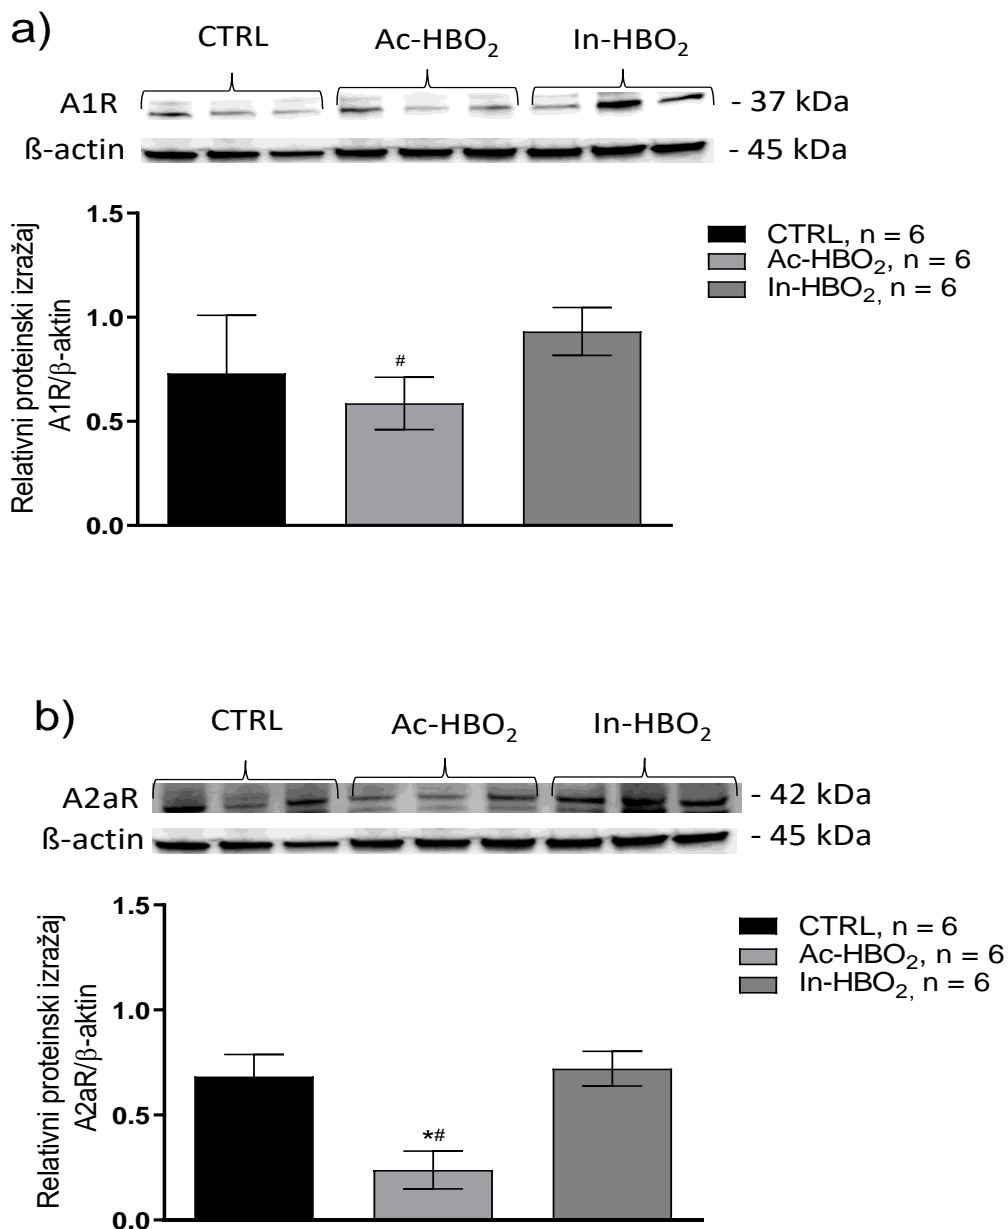 a)
CTRL
Ac-HBO₂
In-HBO₂
A1R
- 37 kDa
ß-actin
- 45 kDa
Relativni proteinski izražaj
A1R/β-aktin
1.5
1.0
0.5
0.0
#
CTRL, n = 6
Ac-HBO₂, n = 6
In-HBO₂, n = 6
b)
CTRL
Ac-HBO₂
In-HBO₂
A2aR
- 42 kDa
ß-actin
- 45 kDa
Relativni proteinski izražaj
A2aR/β-aktin
1.5
1.0
0.5
0.0
*#
CTRL, n = 6
Ac-HBO₂, n = 6
In-HBO₂, n = 6